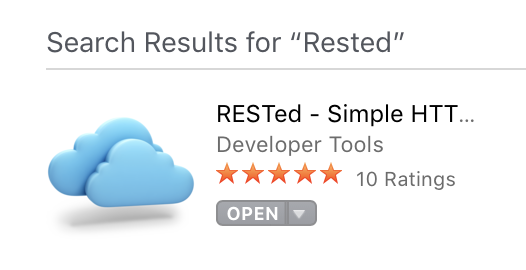 Search Results for “Rested”
RESTed - Simple HTT...
Developer Tools
10 Ratings
OPEN